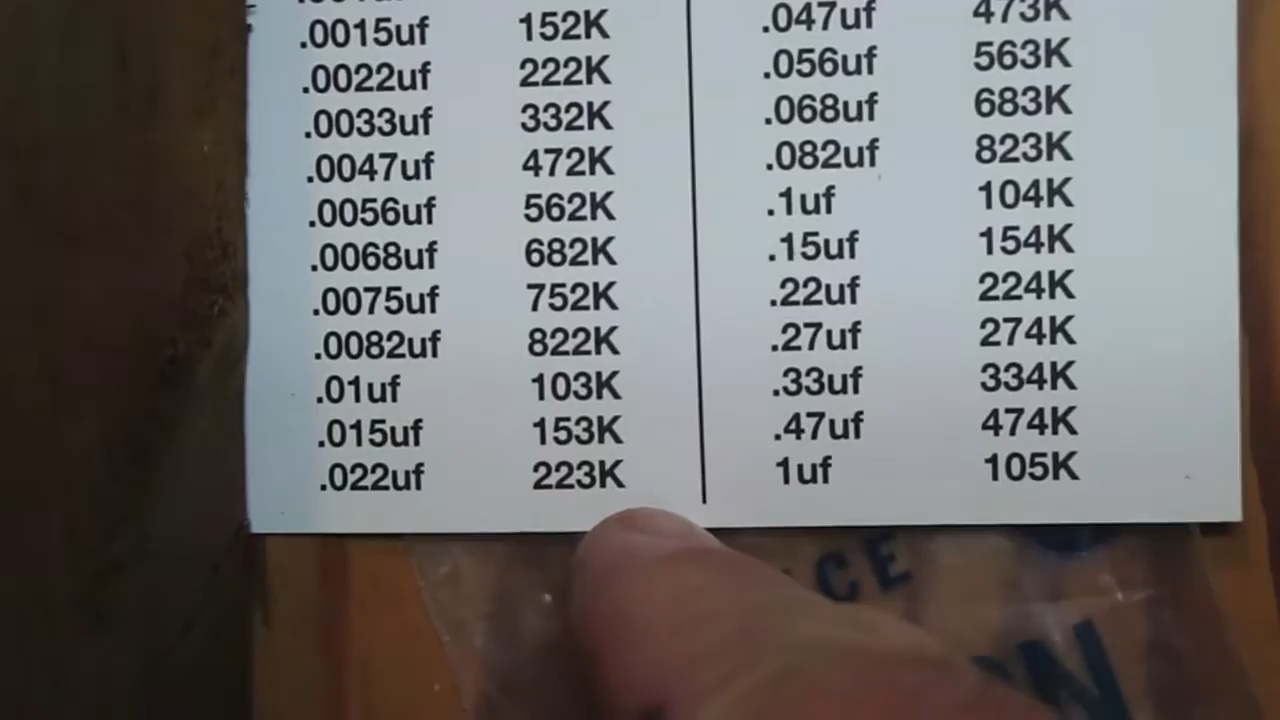 .0015uf 152K
.0022uf 222K
.0033uf 332K
.0047uf 472K
.0056uf 562K
.0068uf 682K
.0075uf 752K
.0082uf 822K
.01uf 103K
.015uf 153K
.022uf 223K
.047uf 473K
.056uf 563K
.068uf 683K
.082uf 823K
.1uf 104K
.15uf 154K
.22uf 224K
.27uf 274K
.33uf 334K
.47uf 474K
1uf 105K